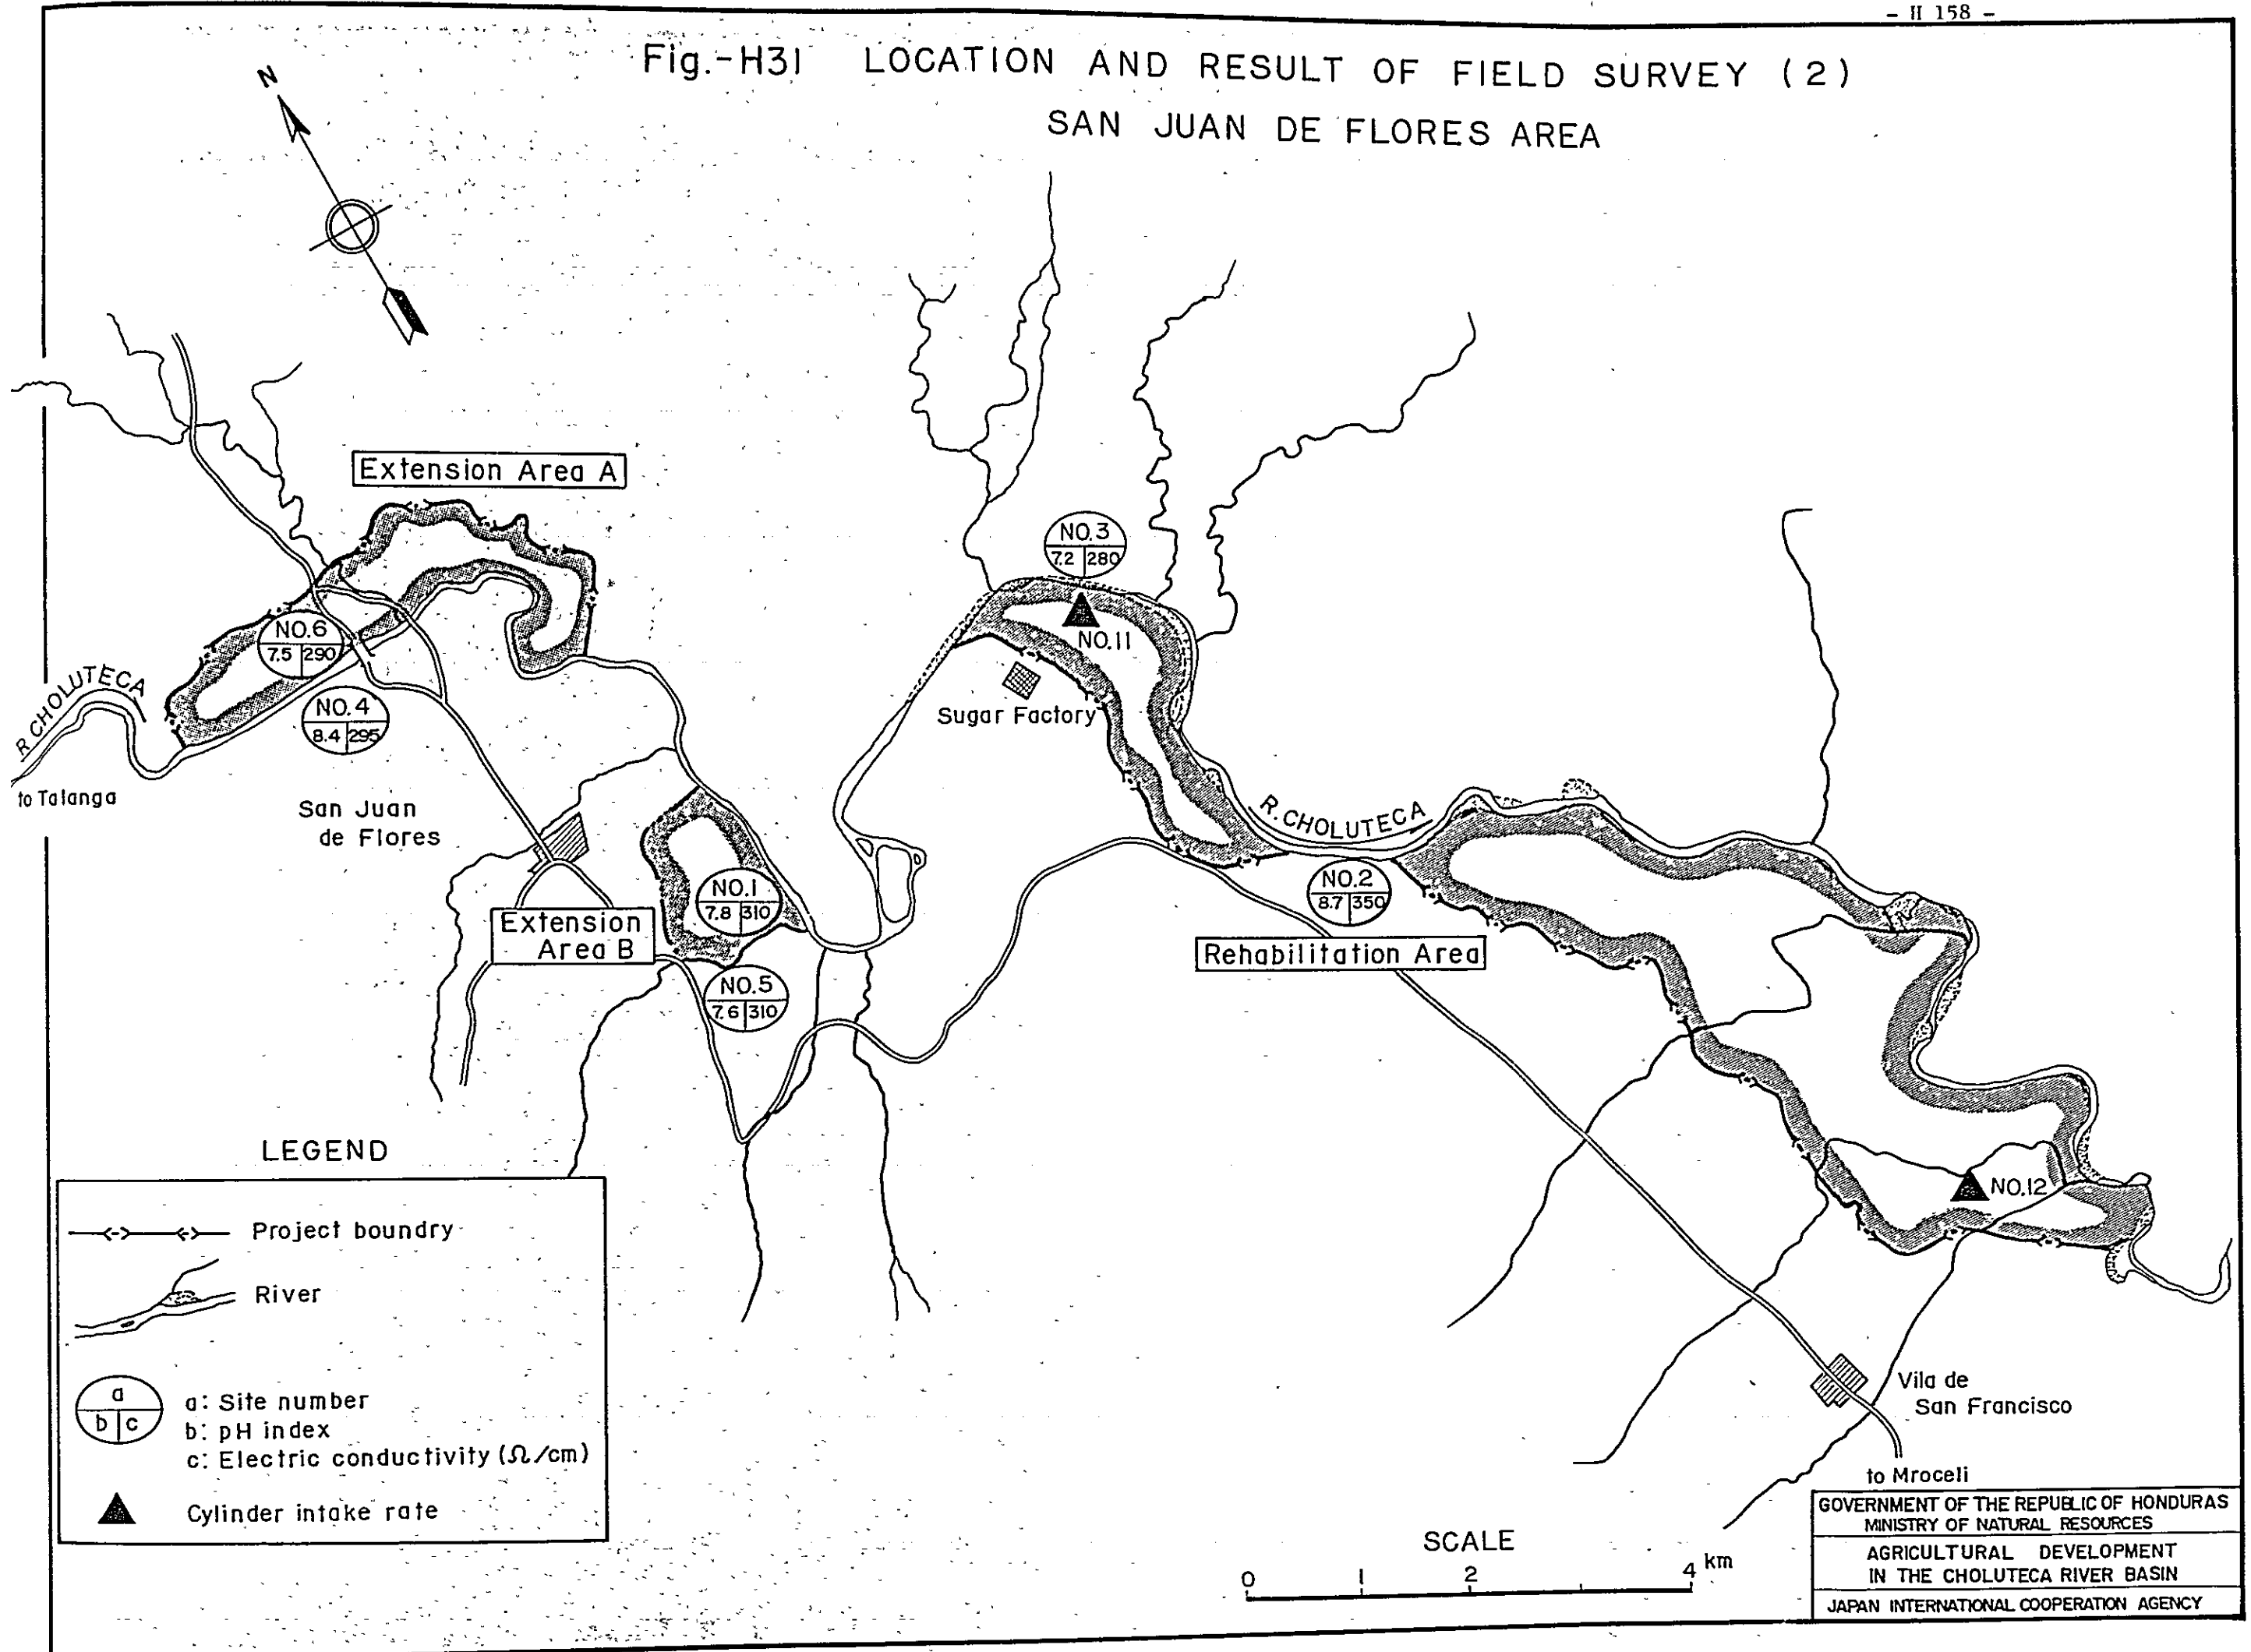 - II 158 -
Fig.-H31 LOCATION AND RESULT OF FIELD SURVEY (2)
SAN JUAN DE FLORES AREA
N
Extension Area A
NO.3
7.2 280
NO.11
NO.6
7.5 290
R CHOLUTECA
NO.4
8.4 295
Sugar Factory
to Talanga
San Juan
de Flores
R. CHOLUTECA
NO.1
7.8 310
NO.2
8.7 350
Extension
Area B
Rehabilitation Area
NO.5
7.6 310
NO.12
LEGEND
Project boundry
River
a
b c
a: Site number
b: pH index
c: Electric conductivity (Ω/cm)
Cylinder intake rate
Vila de
San Francisco
to Mroceli
SCALE
0 1 2 4 km
GOVERNMENT OF THE REPUBLIC OF HONDURAS
MINISTRY OF NATURAL RESOURCES
AGRICULTURAL DEVELOPMENT
IN THE CHOLUTECA RIVER BASIN
JAPAN INTERNATIONAL COOPERATION AGENCY